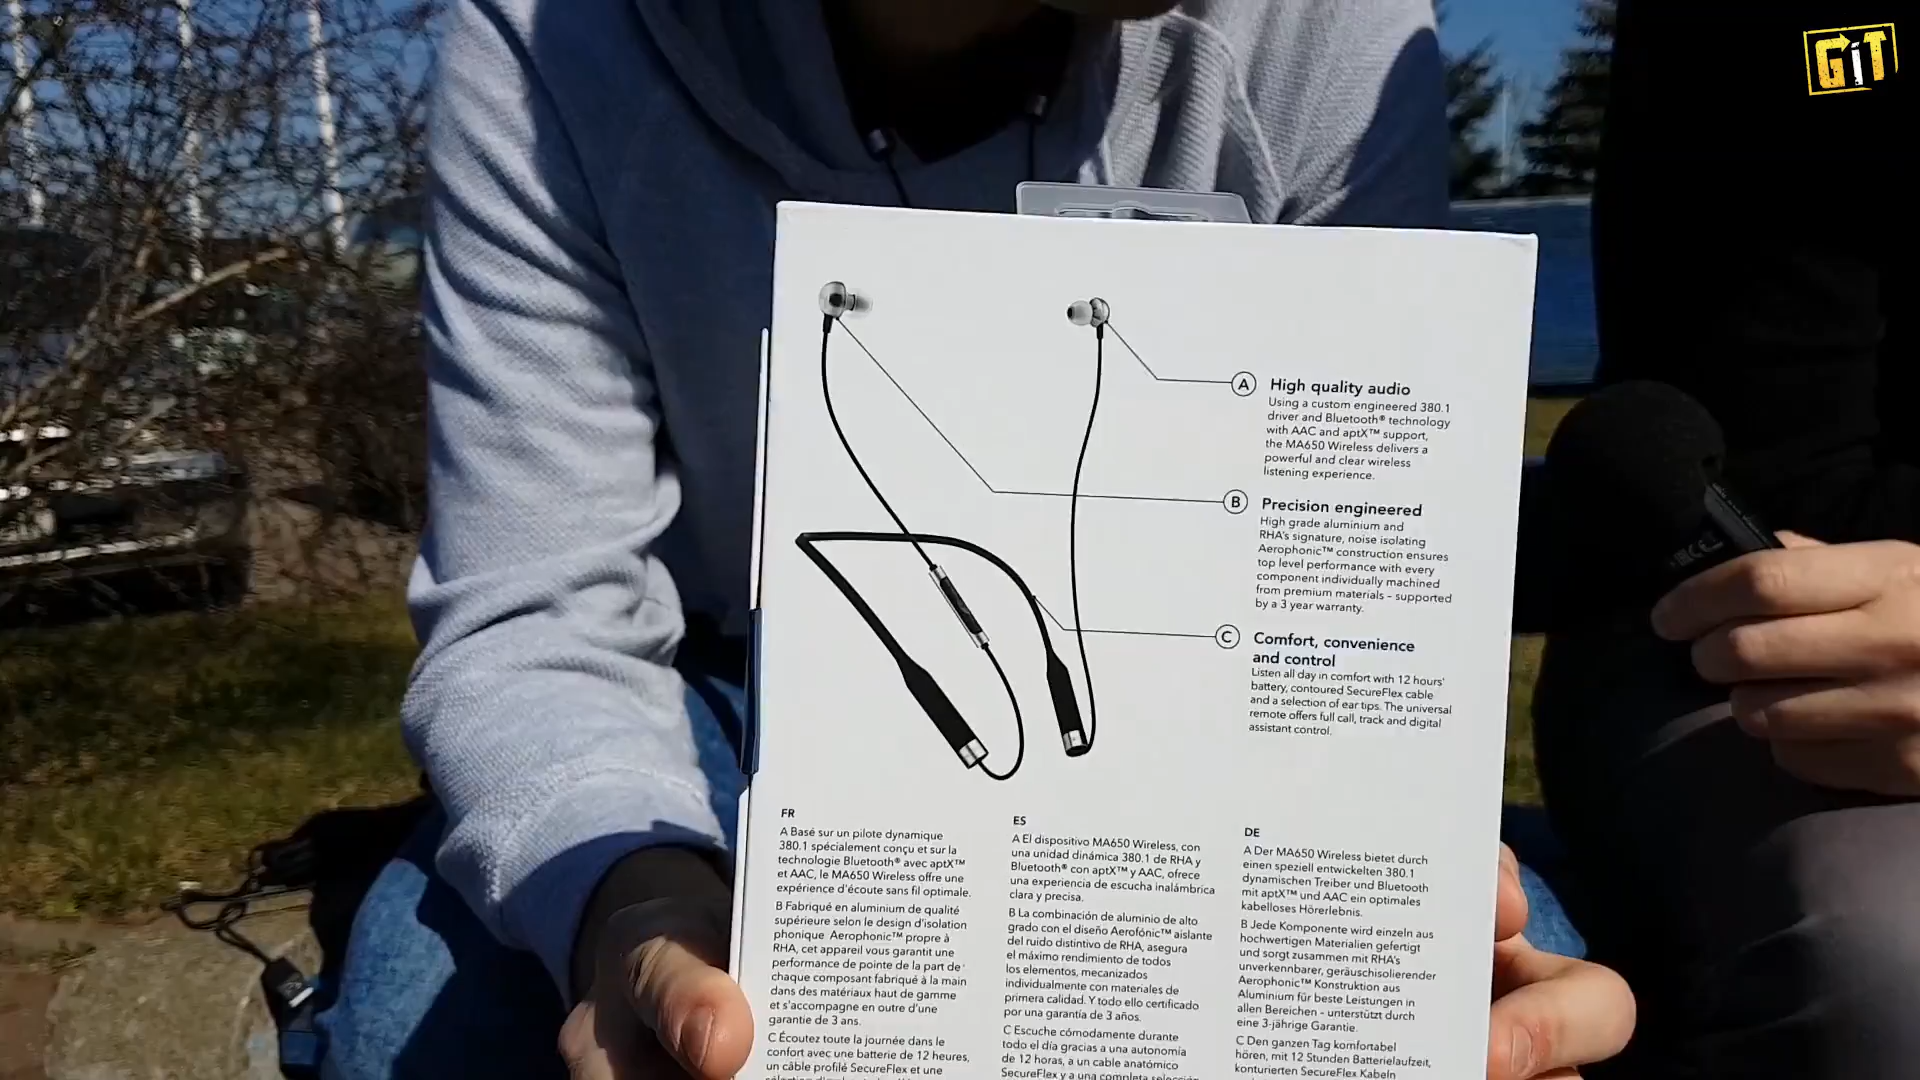 GiT
A High quality audio
Using a custom engineered 380.1
driver and Bluetooth® technology
with AAC and aptX™ support,
the MA650 Wireless delivers a
powerful and clear wireless
listening experience.
B Precision engineered
High grade aluminium and
RHA's signature, noise isolating
Aerophonic™ construction ensures
top level performance with every
component individually machined
from premium materials – supported
by a 3 year warranty.
C Comfort, convenience
and control
Listen all day in comfort with 12 hours'
battery, contoured SecureFlex cable
and a selection of ear tips. The universal
remote offers full call, track and digital
assistant control.
FR
A Basé sur un pilote dynamique
380.1 spécialement conçu et sur la
technologie Bluetooth® avec aptX™
et AAC, le MA650 Wireless offre une
expérience d'écoute sans fil optimale.
B Fabriqué en aluminium de qualité
supérieure selon le design d'isolation
phonique Aerophonic™ propre à
RHA, cet appareil vous garantit une
performance de pointe de la part de
chaque composant fabriqué à la main
dans des matériaux haut de gamme
et s'accompagne en outre d'une
garantie de 3 ans.
C Écoutez toute la journée dans le
confort avec une batterie de 12 heures,
un câble profilé SecureFlex et une
ES
A El dispositivo MA650 Wireless, con
una unidad dinámica 380.1 de RHA y
Bluetooth® con aptX™ y AAC, ofrece
una experiencia de escucha inalámbrica
clara y precisa.
B La combinación de aluminio de alto
grado con el diseño Aerofónic™ aislante
del ruido distintivo de RHA, asegura
el máximo rendimiento de todos
los elementos, mecanizados
individualmente con materiales de
primera calidad. Y todo ello certificado
por una garantía de 3 años.
C Escuche cómodamente durante
todo el día gracias a una autonomía
de 12 horas, a un cable anatómico
SecureFlex y a una completa selección
DE
A Der MA650 Wireless bietet durch
einen speziell entwickelten 380.1
dynamischen Treiber und Bluetooth
mit aptX™ und AAC ein optimales
kabelloses Hörerlebnis.
B Jede Komponente wird einzeln aus
hochwertigen Materialien gefertigt
und sorgt zusammen mit RHA's
unverkennbarer, geräuschisolierender
Aerophonic™ Konstruktion aus
Aluminium für beste Leistungen in
allen Bereichen – unterstützt durch
eine 3-jährige Garantie.
C Den ganzen Tag komfortabel
hören, mit 12 Stunden Batterielaufzeit,
konturierten SecureFlex Kabeln